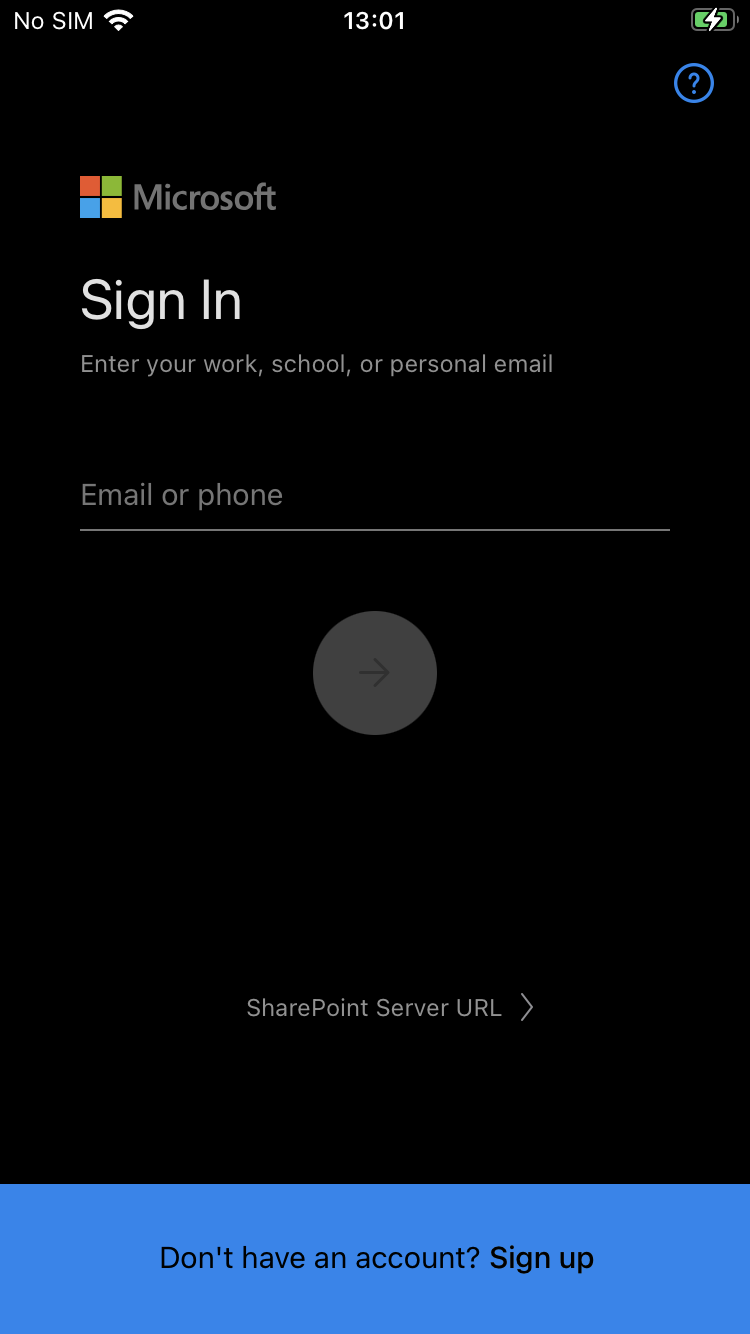 No SIM 13:01
?
Microsoft
Sign In
Enter your work, school, or personal email
Email or phone
SharePoint Server URL
Don't have an account? Sign up